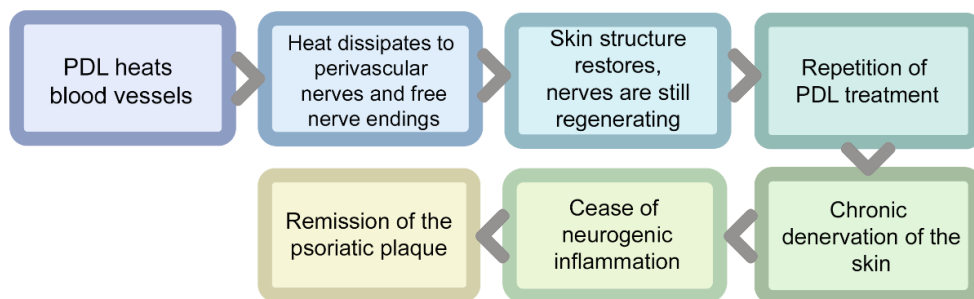 PDL heats
blood vessels
Heat dissipates to
perivascular
nerves and free
nerve endings
Skin structure
restores,
nerves are still
regenerating
Repetition of
PDL treatment
Chronic
denervation of the
skin
Cease of
neurogenic
inflammation
Remission of the
psoriatic plaque